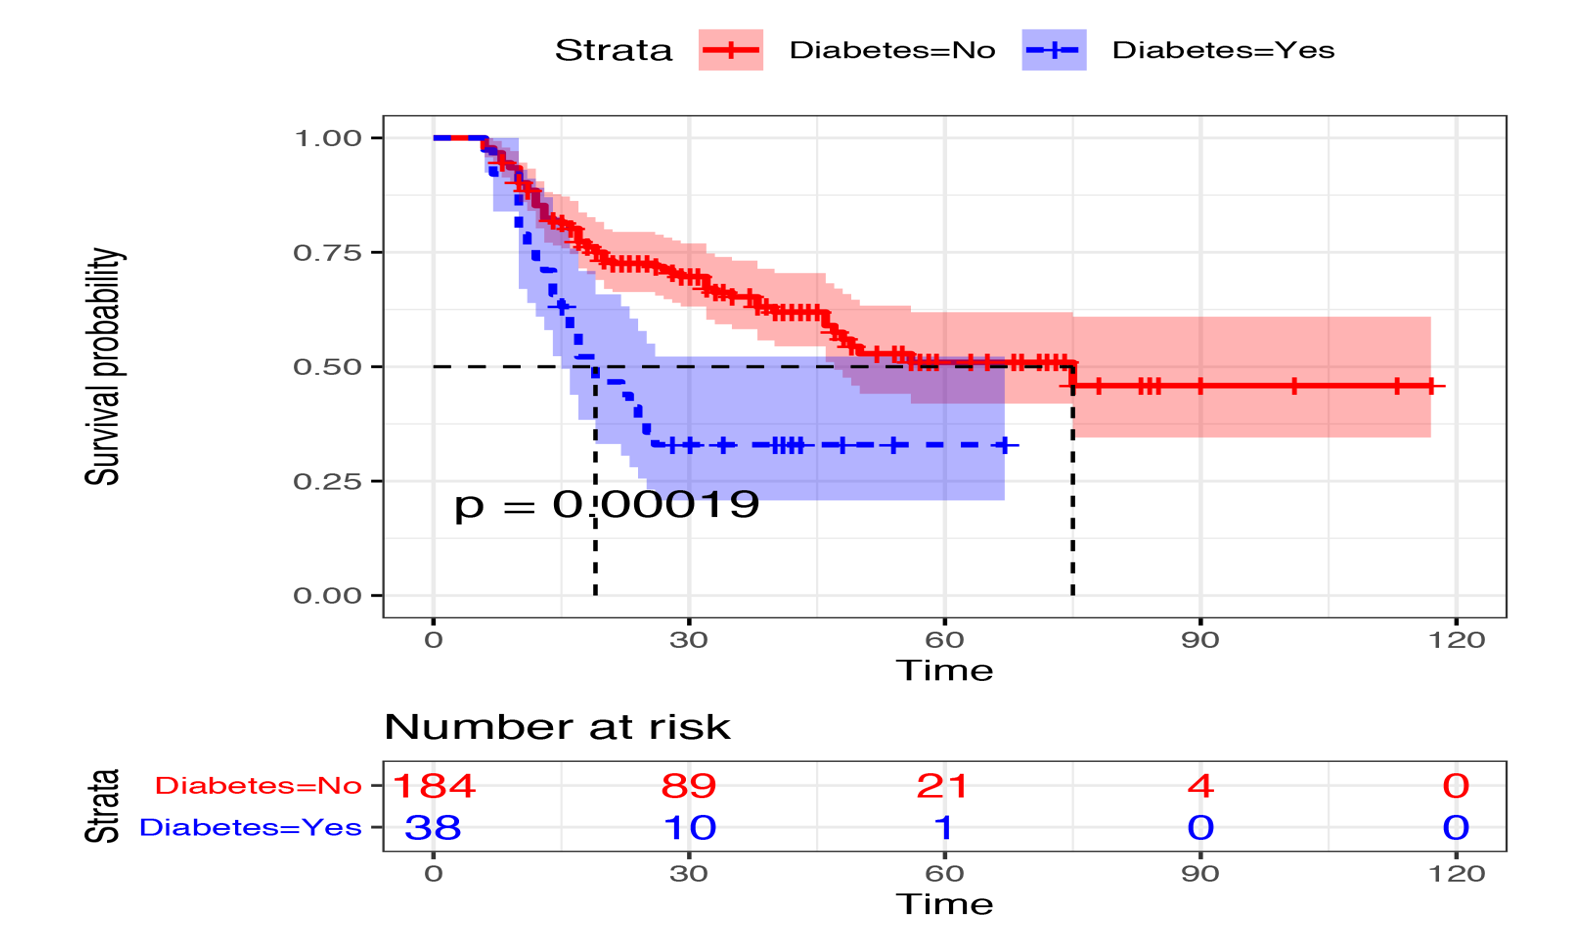 Strata Diabetes=No Diabetes=Yes
Survival probability
1.00
0.75
0.50
0.25
0.00
p = 0.00019
0 30 60 90 120
Time
Number at risk
Strata
Diabetes=No 184 89 21 4 0
Diabetes=Yes 38 10 1 0 0
0 30 60 90 120
Time